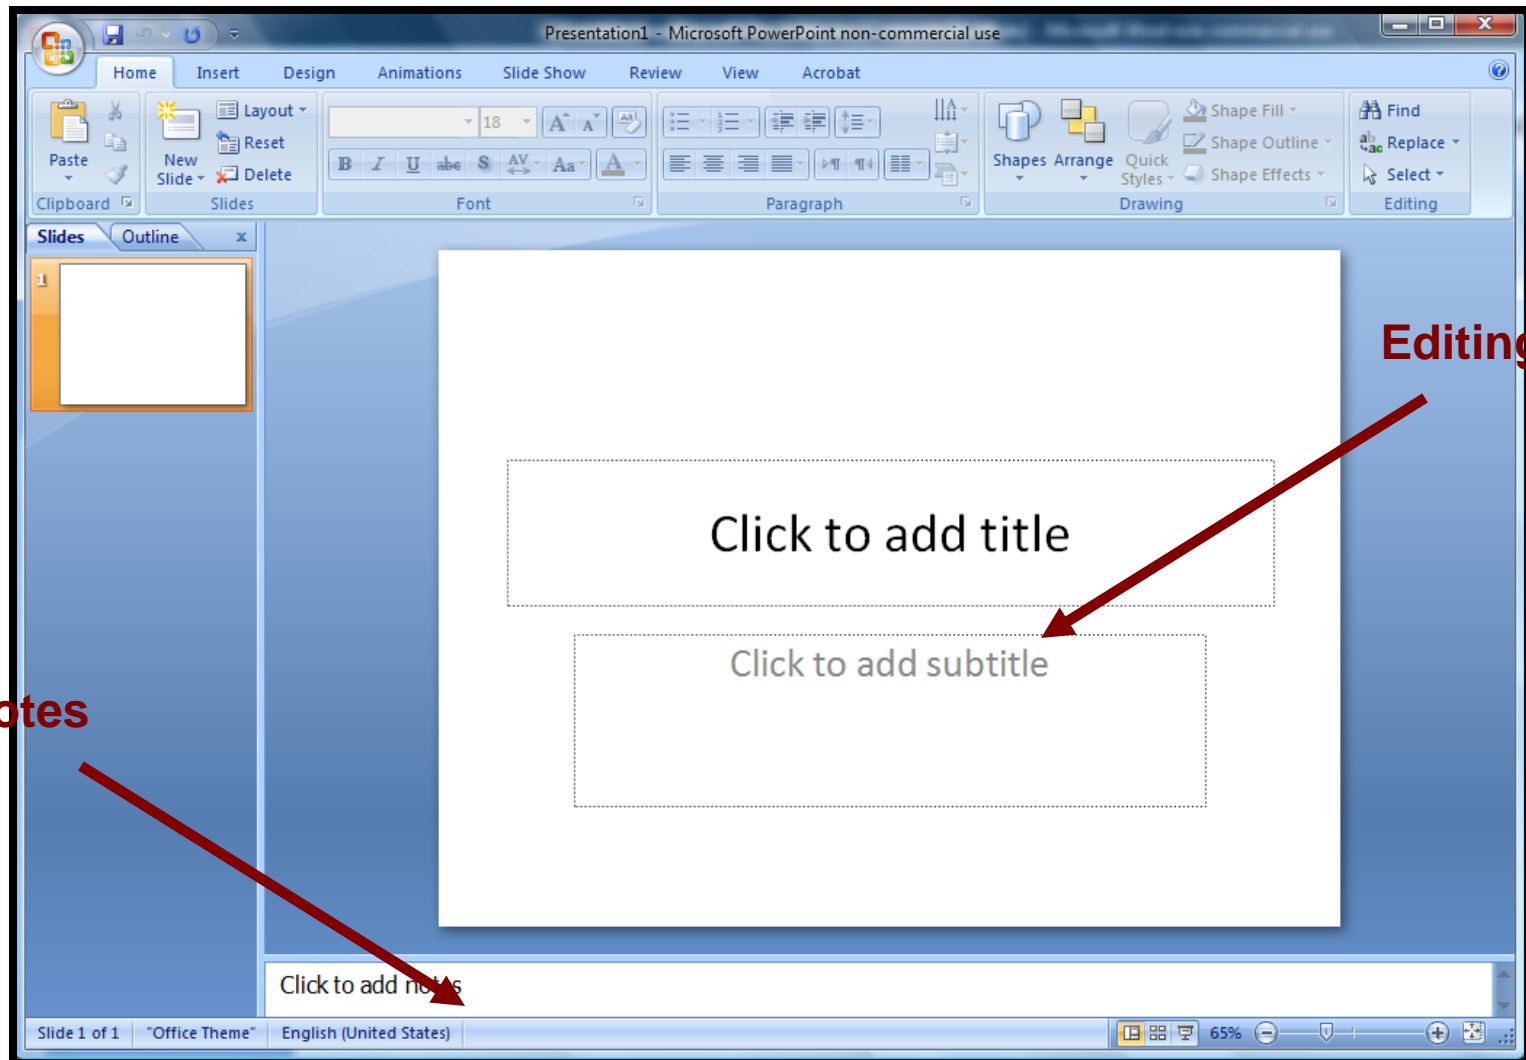 Presentation1 - Microsoft PowerPoint non-commercial use
Home Insert Design Animations Slide Show Review View Acrobat
Paste
Clipboard
New Slide
Layout
Reset
Delete
Slides
18
B I U abc S AV Aa A
Font
Paragraph
Shapes Arrange Quick Styles
Shape Fill
Shape Outline
Shape Effects
Drawing
Find
Replace
Select
Editing
Slides Outline x
1
Editing
Click to add title
Click to add subtitle
otes
Click to add notes
Slide 1 of 1 "Office Theme" English (United States) 65%